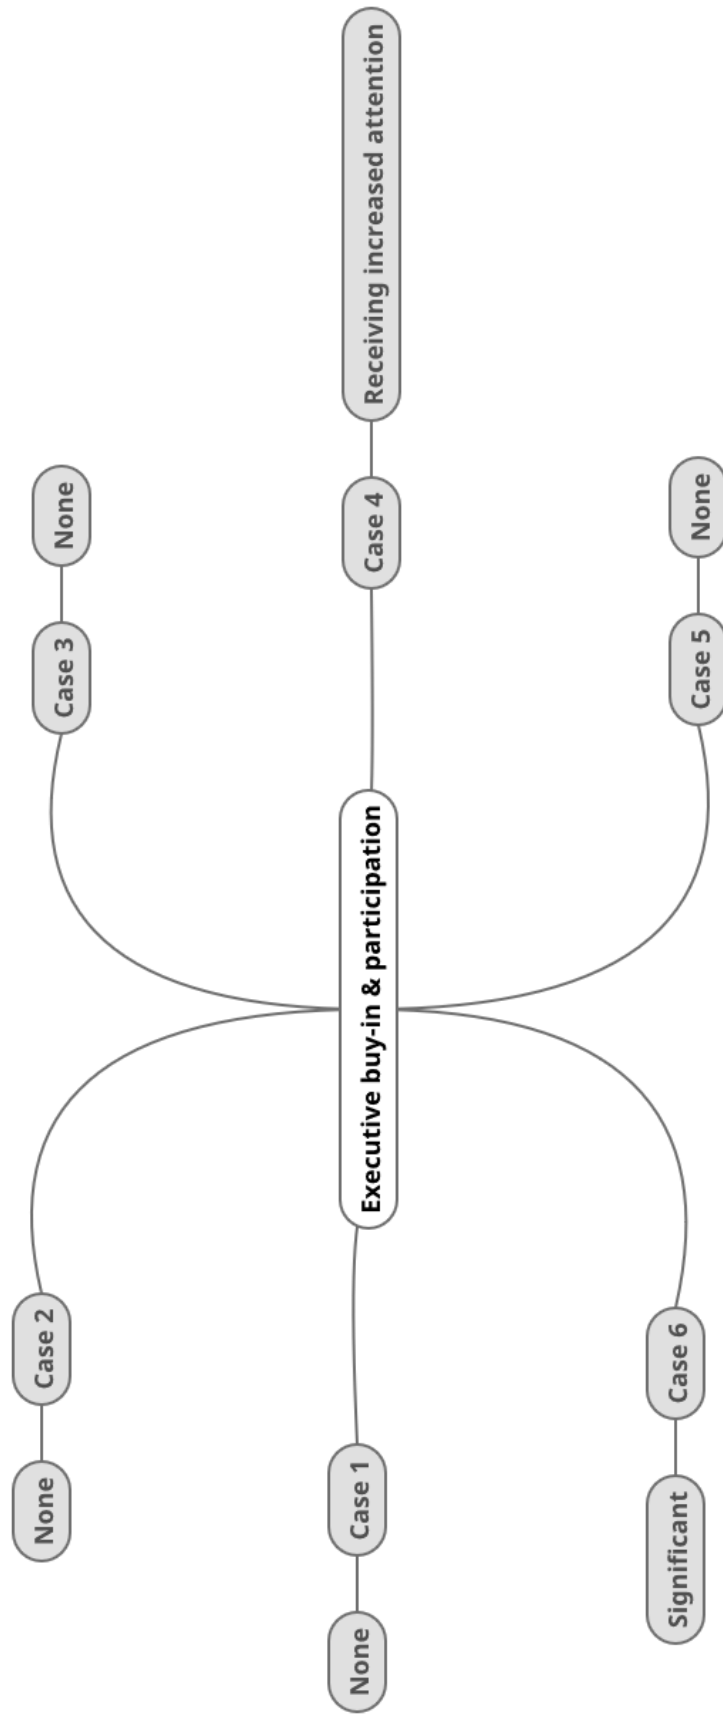 None
Case 2
Case 3
None
None
Case 1
Executive buy-in & participation
Case 4
Receiving increased attention
Significant
Case 6
Case 5
None